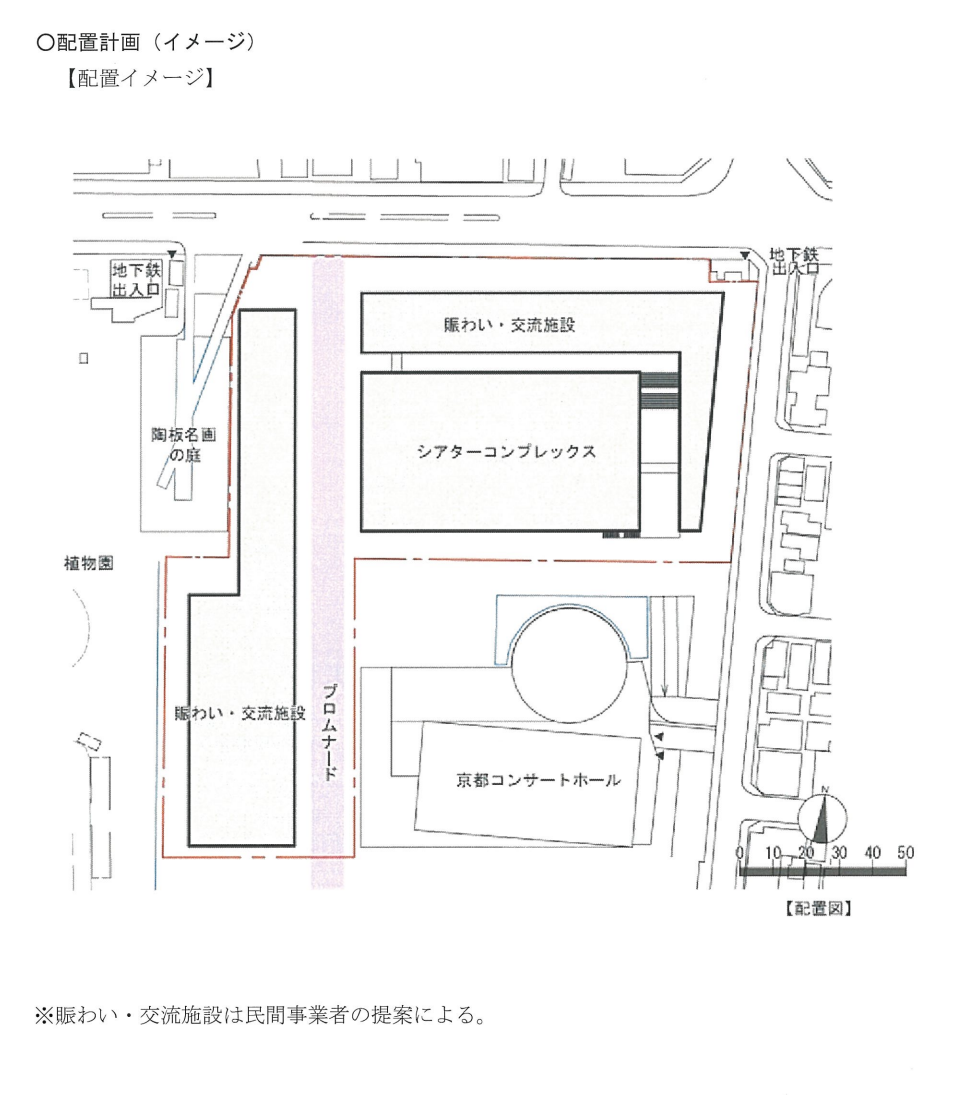 〇配置計画（イメージ）
【配置イメージ】
地下鉄
出入口
地下鉄
出入口
賑わい・交流施設
陶板名画
の庭
シアターコンプレックス
植物園
賑わい・交流施設
プロムナード
京都コンサートホール
N
0 10 20 30 40 50
【配置図】
※賑わい・交流施設は民間事業者の提案による。